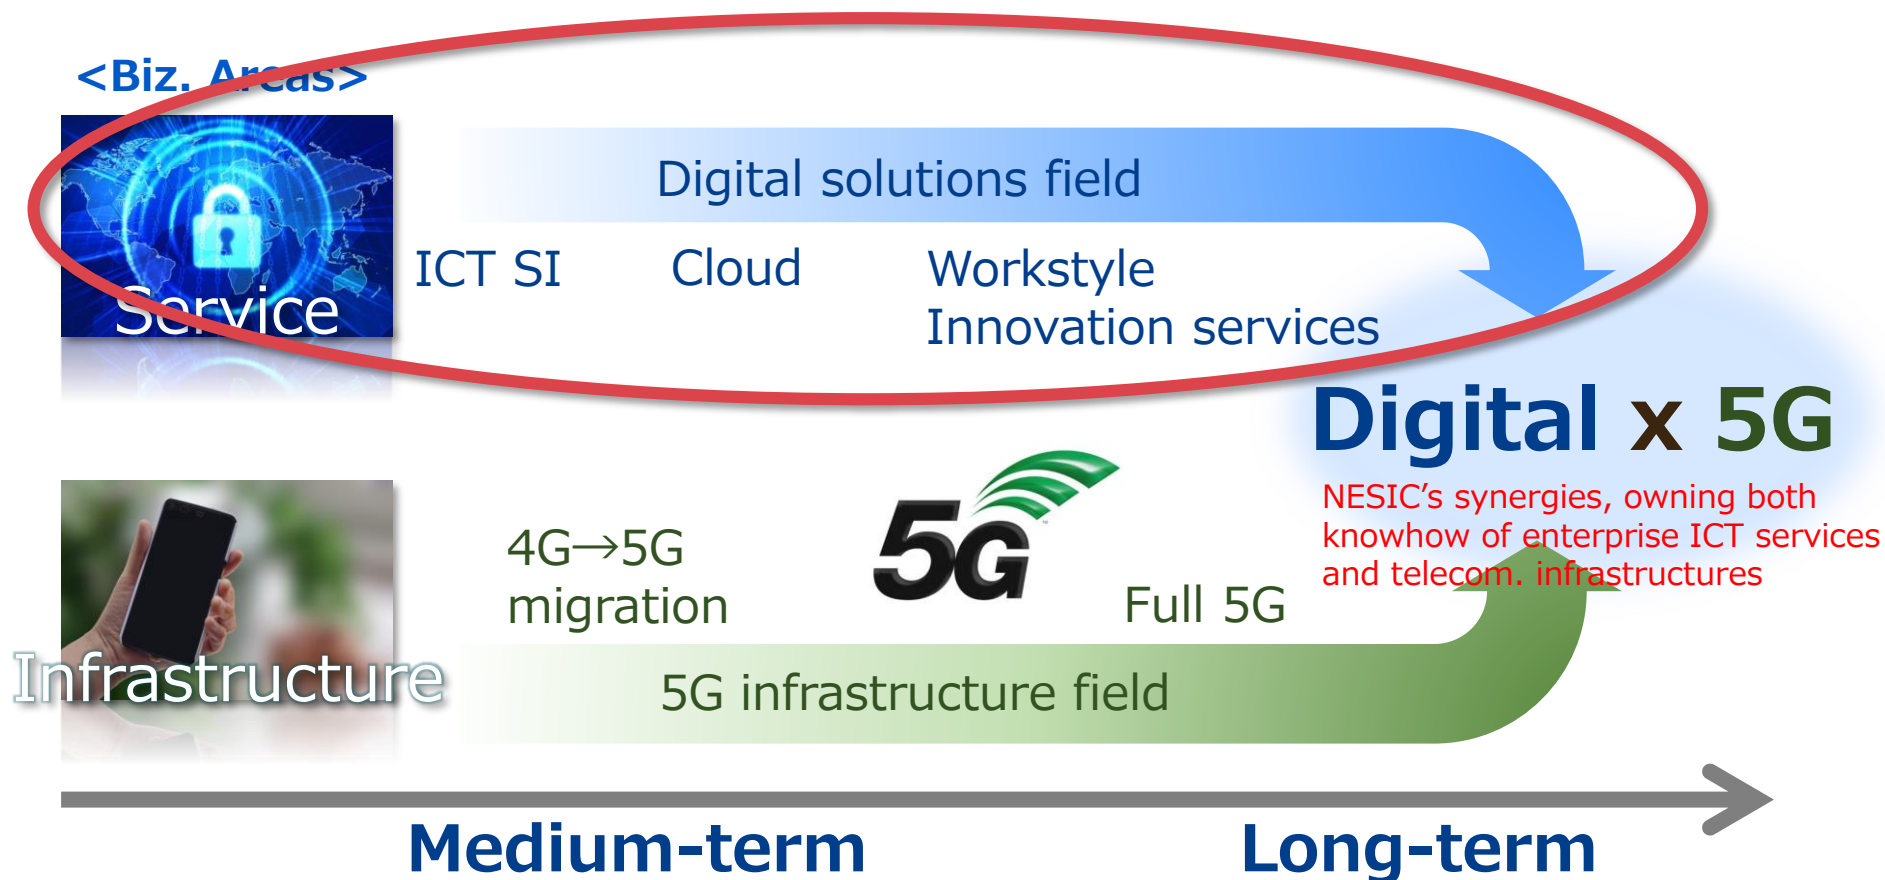 <Biz. Areas>
Service
Digital solutions field
ICT SI
Cloud
Workstyle
Innovation services
Digital x 5G
NESIC’s synergies, owning both
knowhow of enterprise ICT services
and telecom. infrastructures
Infrastructure
4G→5G
migration
5G
Full 5G
5G infrastructure field
Medium-term
Long-term